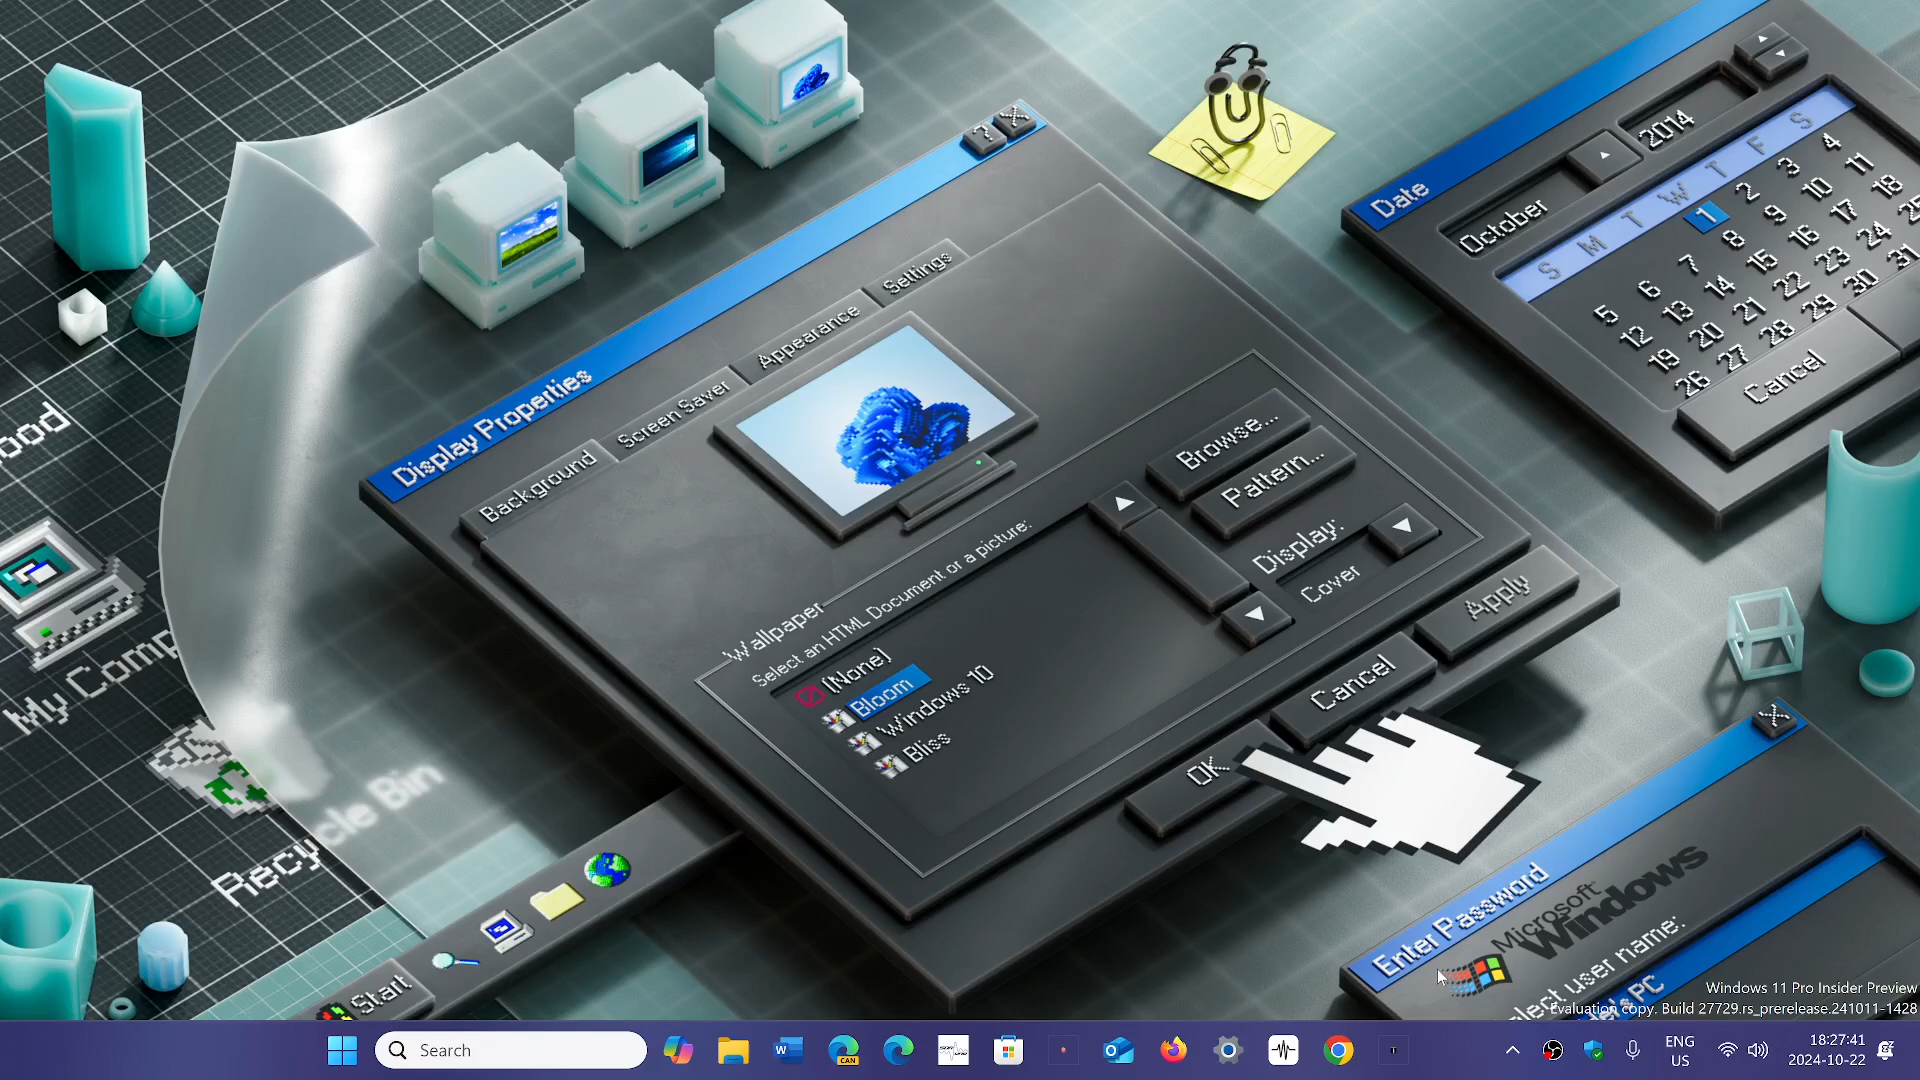 Display Properties
?
Background
Screen Saver
Appearance
Settings
Wallpaper
Select an HTML Document or a picture:
(None)
Bloom
Windows 10
Bliss
Browse...
Pattern...
Display:
Cover
OK
Cancel
Apply
Date
October
2014
S M T W T F S
1 2 3 4
5 6 7 8 9 10 11
12 13 14 15 16 17 18
19 20 21 22 23 24 25
26 27 28 29 30 31
Cancel
Recycle Bin
Start
Enter Password
Microsoft
Windows
user name:
PC
Windows 11 Pro Insider Preview
Evaluation copy. Build 27729.rs_prerelease.241011-1428
Search
W
CAN
ENG
US
18:27:41
2024-10-22